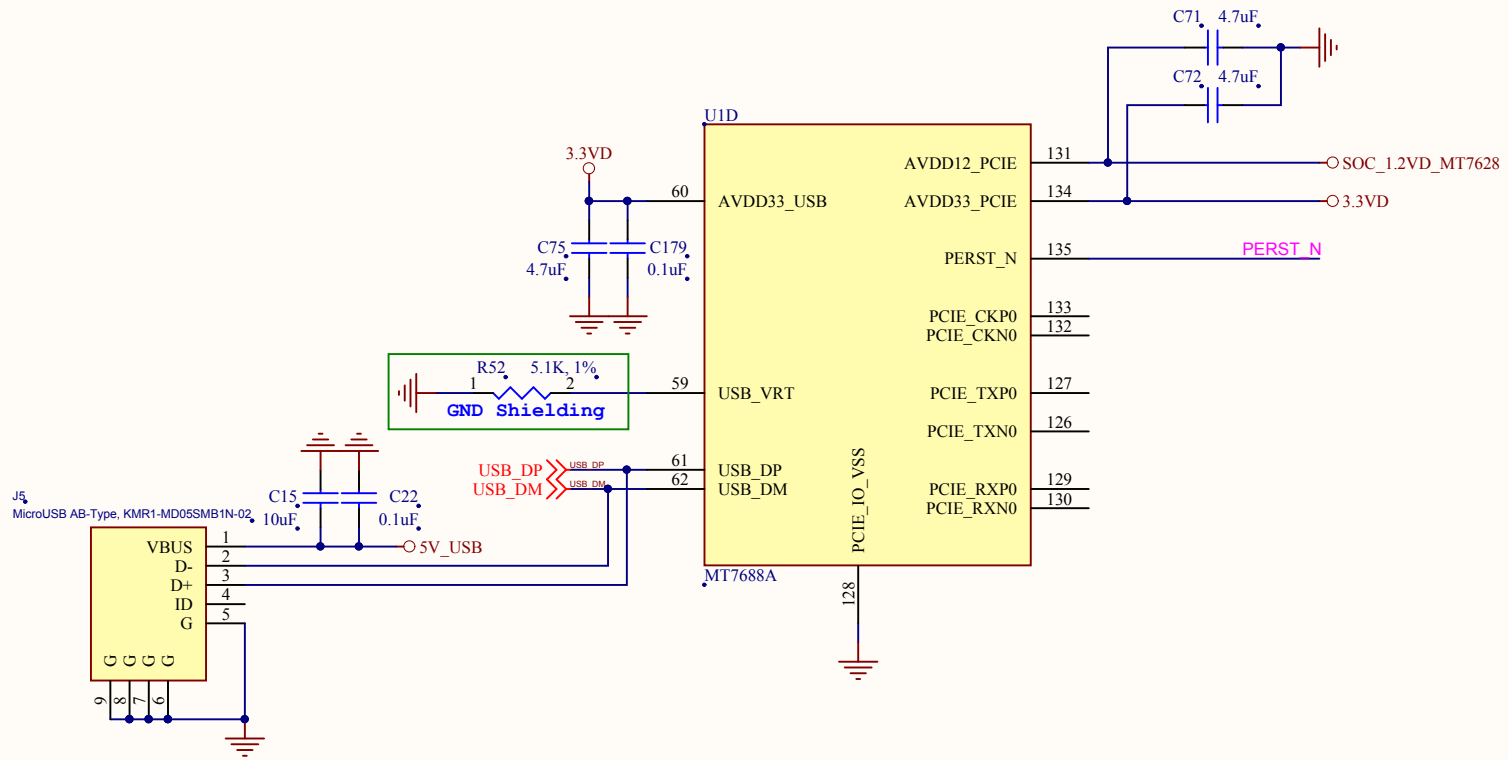 C71 4.7uF
C72 4.7uF
U1D
3.3VD
131
AVDD12_PCIE
SOC_1.2VD_MT7628
60
134
AVDD33_USB
AVDD33_PCIE
3.3VD
C75
C179
4.7uF
0.1uF
PERST_N
135
PERST_N
PCIE_CKP0
133
PCIE_CKN0
132
R52 5.1K, 1%
1
2
59
USB_VRT
PCIE_TXP0
127
GND Shielding
PCIE_TXN0
126
PCIE_IO_VSS
USB_DP
USB_DP
61
USB_DP
USB_DM
USB_DM
62
USB_DM
PCIE_RXP0
129
PCIE_RXN0
130
J5
MicroUSB AB-Type, KMR1-MD05SMB1N-02
C15
C22
10uF
0.1uF
VBUS
1
5V_USB
D-
2
D+
3
ID
4
G
5
MT7688A
128
G G G G
9 8 7 6